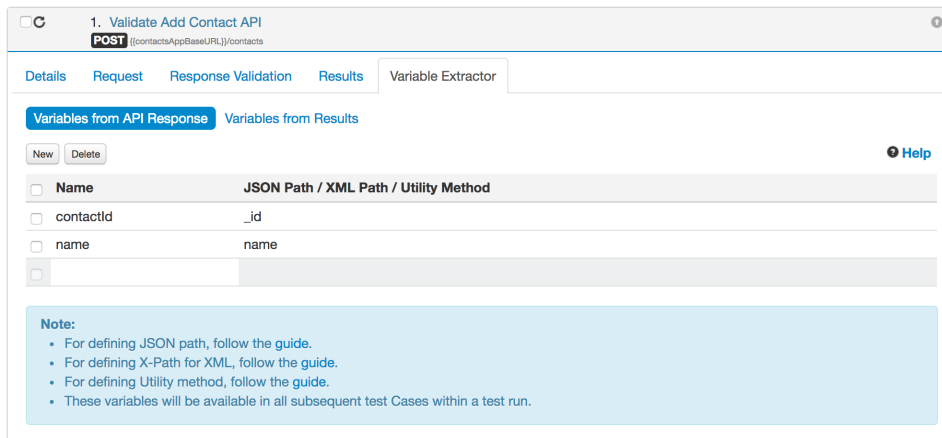 1. Validate Add Contact API
POST {{contactsAppBaseURL}}/contacts
Details Request Response Validation Results Variable Extractor
Variables from API Response Variables from Results
New Delete Help
Name JSON Path / XML Path / Utility Method
contactId _id
name name
Note:
• For defining JSON path, follow the guide.
• For defining X-Path for XML, follow the guide.
• For defining Utility method, follow the guide.
• These variables will be available in all subsequent test Cases within a test run.